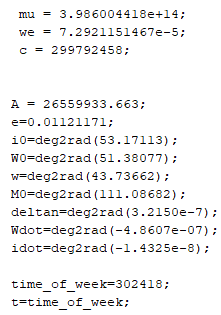 mu = 3.986004418e+14;
we = 7.2921151467e-5;
c = 299792458;
A = 26559933.663;
e=0.01121171;
i0=deg2rad(53.17113);
W0=deg2rad(51.38077);
w=deg2rad(43.73662);
M0=deg2rad(111.08682);
deltan=deg2rad(3.2150e-7);
Wdot=deg2rad(-4.8607e-07);
idot=deg2rad(-1.4325e-8);
time_of_week=302418;
t=time_of_week;